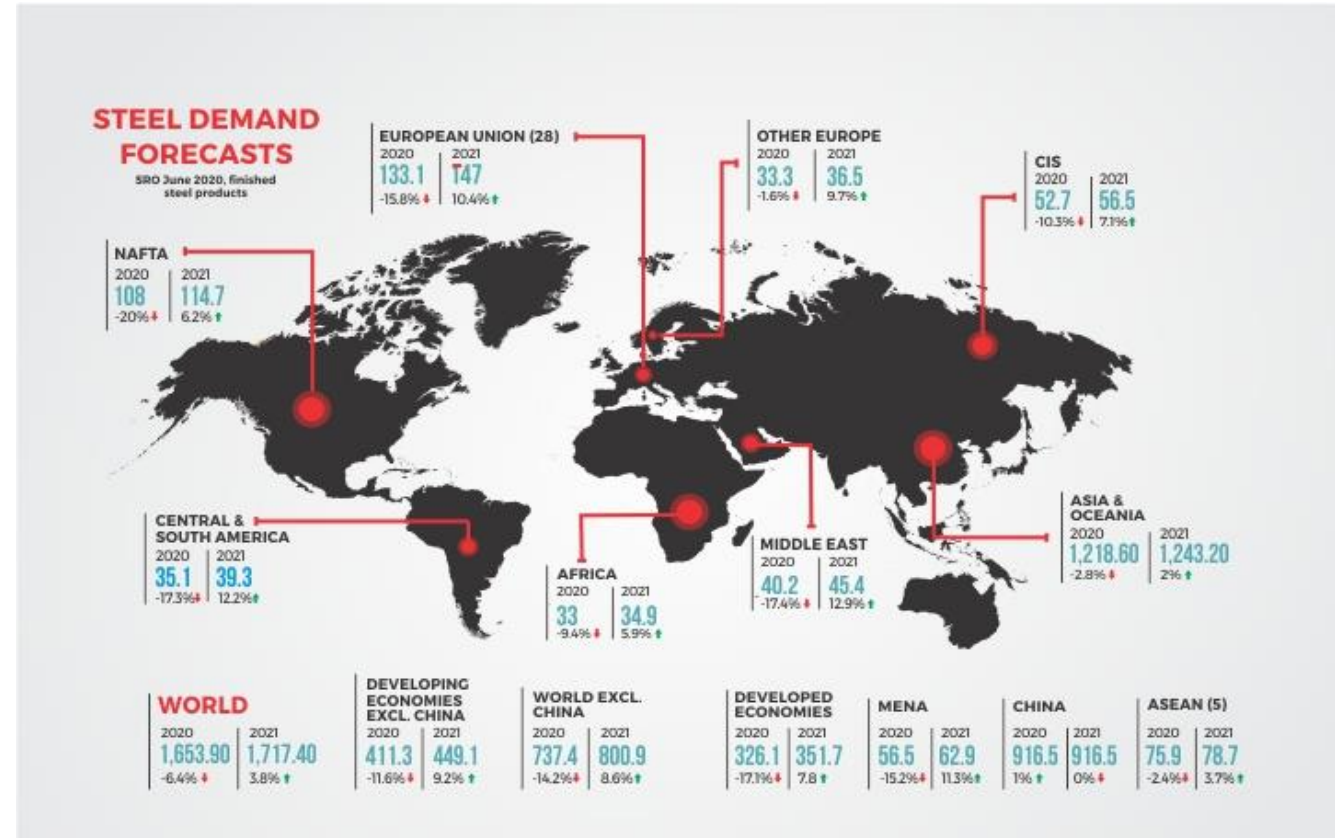 STEEL DEMAND
FORECASTS
SRO June 2020, finished
steel products
EUROPEAN UNION (28)
2020 2021
133.1 147
-15.8% 10.4%
OTHER EUROPE
2020 2021
33.3 36.5
-1.6% 9.7%
CIS
2020 2021
52.7 56.5
-10.3% 7.1%
NAFTA
2020 2021
108 114.7
-20% 6.2%
CENTRAL &
SOUTH AMERICA
2020 2021
35.1 39.3
-17.3% 12.2%
AFRICA
2020 2021
33 34.9
-9.4% 5.9%
MIDDLE EAST
2020 2021
40.2 45.4
-17.4% 12.9%
ASIA &
OCEANIA
2020 2021
1,218.60 1,243.20
-2.8% 2%
WORLD
2020 2021
1,653.90 1,717.40
-6.4% 3.8%
DEVELOPING
ECONOMIES
EXCL. CHINA
2020 2021
411.3 449.1
-11.6% 9.2%
WORLD EXCL.
CHINA
2020 2021
737.4 800.9
-14.2% 8.6%
DEVELOPED
ECONOMIES
2020 2021
326.1 351.7
-17.1% 7.8
MENA
2020 2021
56.5 62.9
-15.2% 11.3%
CHINA
2020 2021
916.5 916.5
1% 0%
ASEAN (5)
2020 2021
75.9 78.7
-2.4% 3.7%